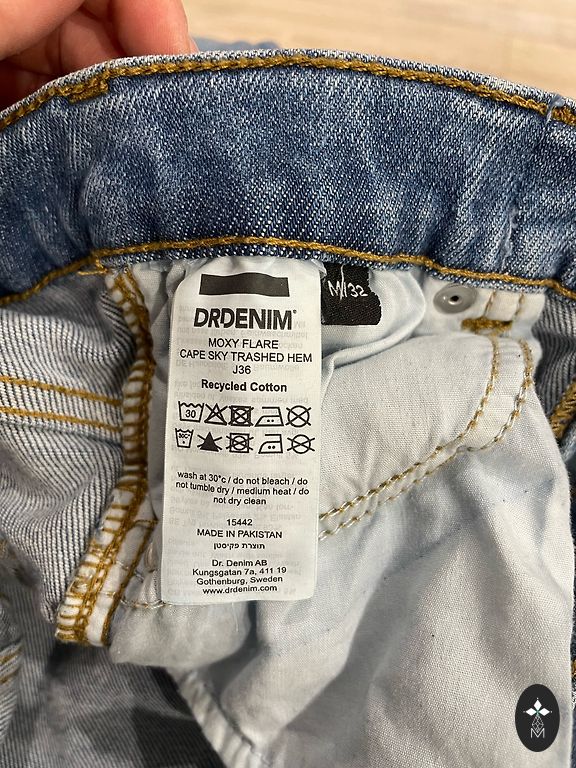 DRDENIM®
M/32
MOXY FLARE
CAPE SKY TRASHED HEM
J36
Recycled Cotton
30
30°C
wash at 30°c / do not bleach / do
not tumble dry / medium heat / do
not dry clean
15442
MADE IN PAKISTAN
תוצרת פקיסטן
Dr. Denim AB
Kungsgatan 7a, 411 19
Gothenburg, Sweden
www.drdenim.com
M